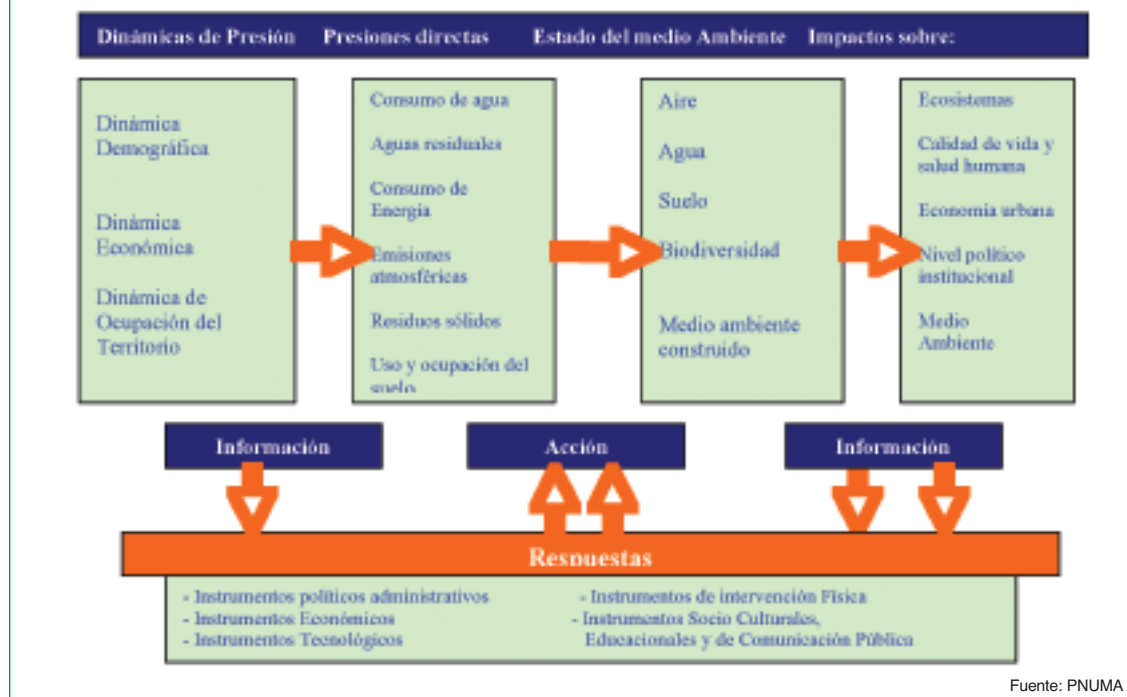 Dinámicas de Presión Presiones directas Estado del medio Ambiente Impactos sobre:
Dinámica
Demográfica
Dinámica
Económica
Dinámica de
Ocupación del
Territorio
Consumo de agua
Aguas residuales
Consumo de
Energía
Emisiones
atmosféricas
Residuos sólidos
Uso y ocupación del
suelo
Aire
Agua
Suelo
Biodiversidad
Medio ambiente
construido
Ecosistemas
Calidad de vida y
salud humana
Economía urbana
Nivel político
institucional
Medio
Ambiente
Información
Acción
Información
Respuestas
- Instrumentos políticos administrativos
- Instrumentos Económicos
- Instrumentos Tecnológicos
- Instrumentos de intervención Física
- Instrumentos Socio Culturales,
Educacionales y de Comunicación Pública
Fuente: PNUMA